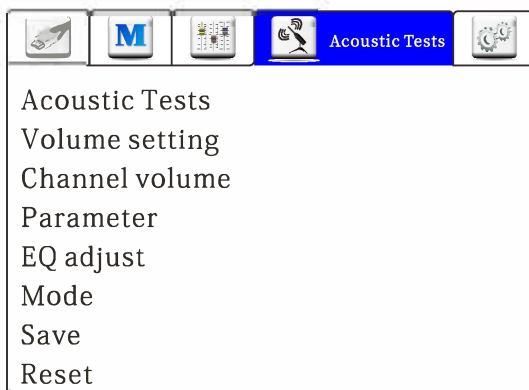 M
Acoustic Tests
Acoustic Tests
Volume setting
Channel volume
Parameter
EQ adjust
Mode
Save
Reset